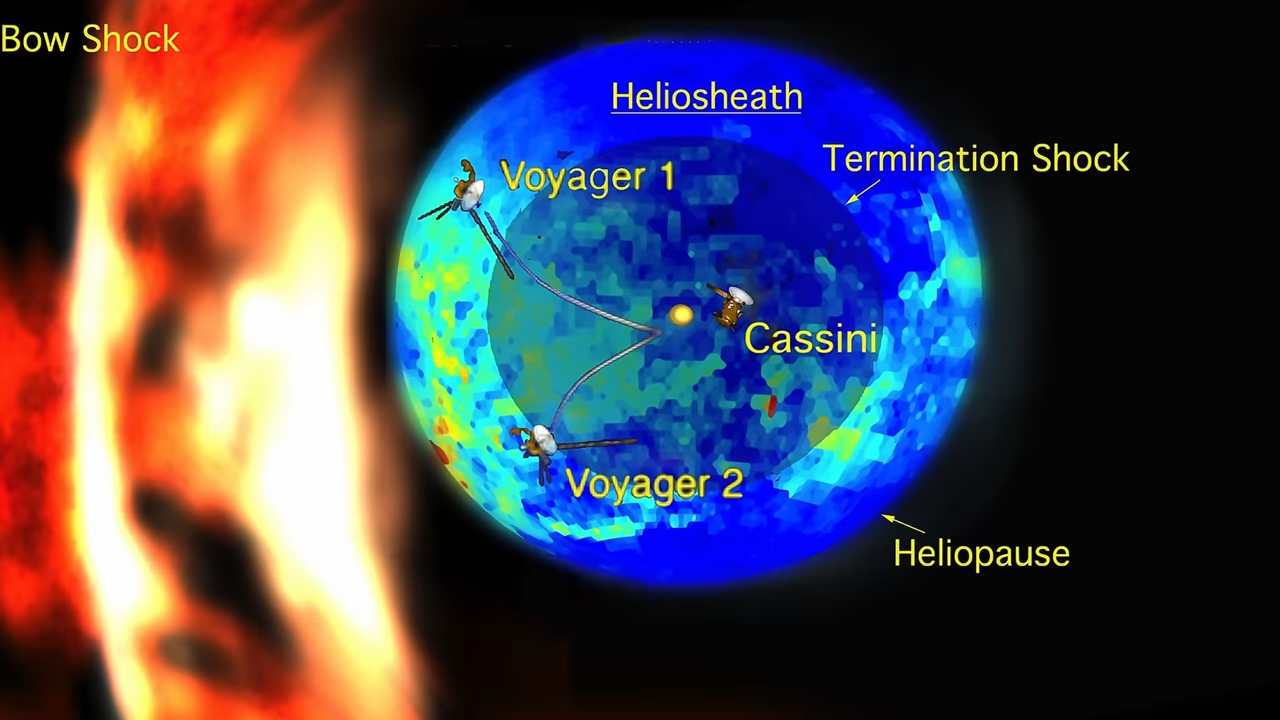 Bow Shock
Heliosheath
Termination Shock
Voyager 1
Cassini
Voyager 2
Heliopause